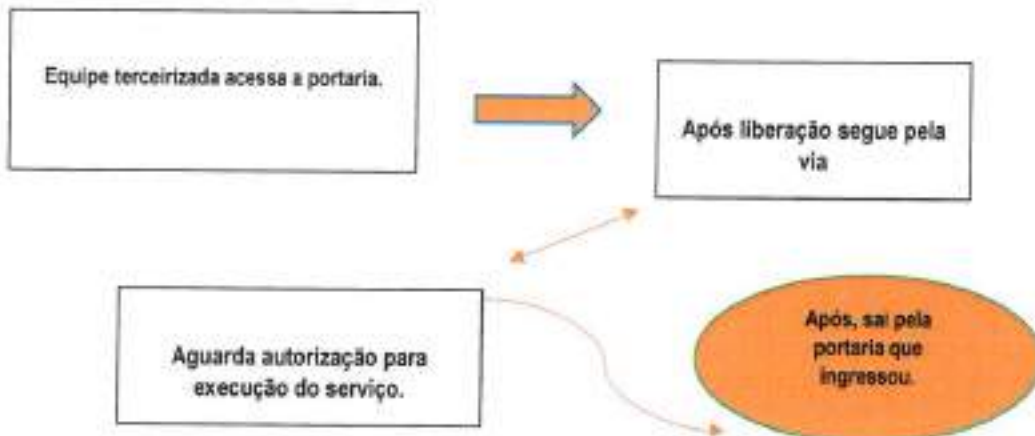 Equipe terceirizada acessa a portaria.
Após liberação segue pela
via
Aguarda autorização para
execução do serviço.
Após, sai pela
portaria que
ingressou.